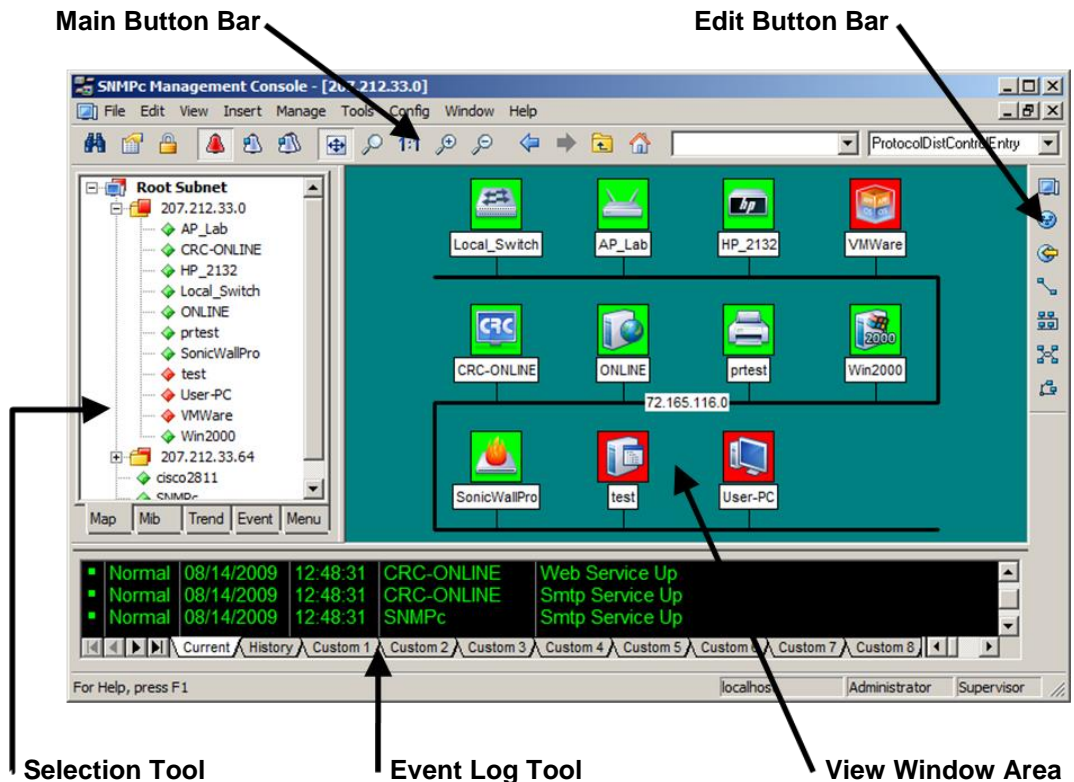 Main Button Bar
Edit Button Bar
SNMPc Management Console - [207.212.33.0]
File Edit View Insert Manage Tools Config Window Help
1:1
ProtocolDistControlEntry
Root Subnet
207.212.33.0
AP_Lab
CRC-ONLINE
HP_2132
Local_Switch
ONLINE
prtest
SonicWallPro
test
User-PC
VMWare
Win2000
207.212.33.64
cisco2811
SNMPc
Map Mib Trend Event Menu
hp
Local_Switch AP_Lab HP_2132 VMWare
CRC
2000
CRC-ONLINE ONLINE prtest Win2000
72.165.116.0
SonicWallPro test User-PC
Normal 08/14/2009 12:48:31 CRC-ONLINE Web Service Up
Normal 08/14/2009 12:48:31 CRC-ONLINE Smtp Service Up
Normal 08/14/2009 12:48:31 SNMPc Smtp Service Up
Current History Custom 1 Custom 2 Custom 3 Custom 4 Custom 5 Custom 6 Custom 7 Custom 8
For Help, press F1
localhost Administrator Supervisor
Selection Tool
Event Log Tool
View Window Area